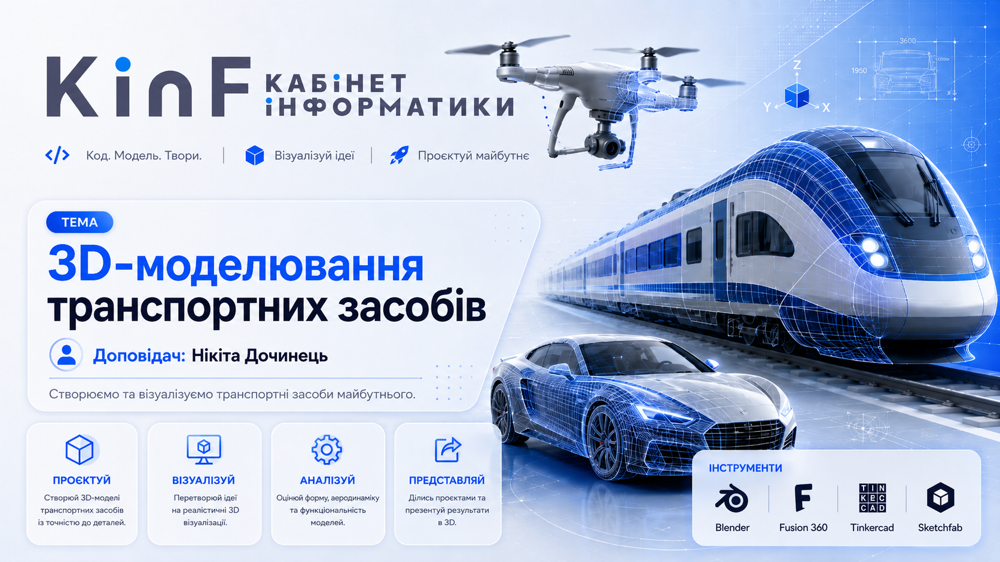 KinF
КАБіНЕТ
іНФОРМАТИКИ
Код. Модель. Твори.
Візуалізуй ідеї
Проєктуй майбутнє
3600
1950
Z
Y
X
ТЕМА
3D-моделювання
транспортних засобів
Доповідач: Нікіта Дочинець
Створюємо та візуалізуємо транспортні засоби майбутнього.
ПРОЄКТУЙ
Створюй 3D-моделі
транспортних засобів
із точністю до деталей.
ВІЗУАЛІЗУЙ
Перетворюй ідеї
на реалістичні 3D
візуалізації.
АНАЛІЗУЙ
Оцінюй форму, аеродинаміку
та функціональність
моделей.
ПРЕДСТАВЛЯЙ
Ділись проєктами та
презентуй результати
в 3D.
ІНСТРУМЕНТИ
Blender
Fusion 360
TIN
KER
CAD
Tinkercad
Sketchfab